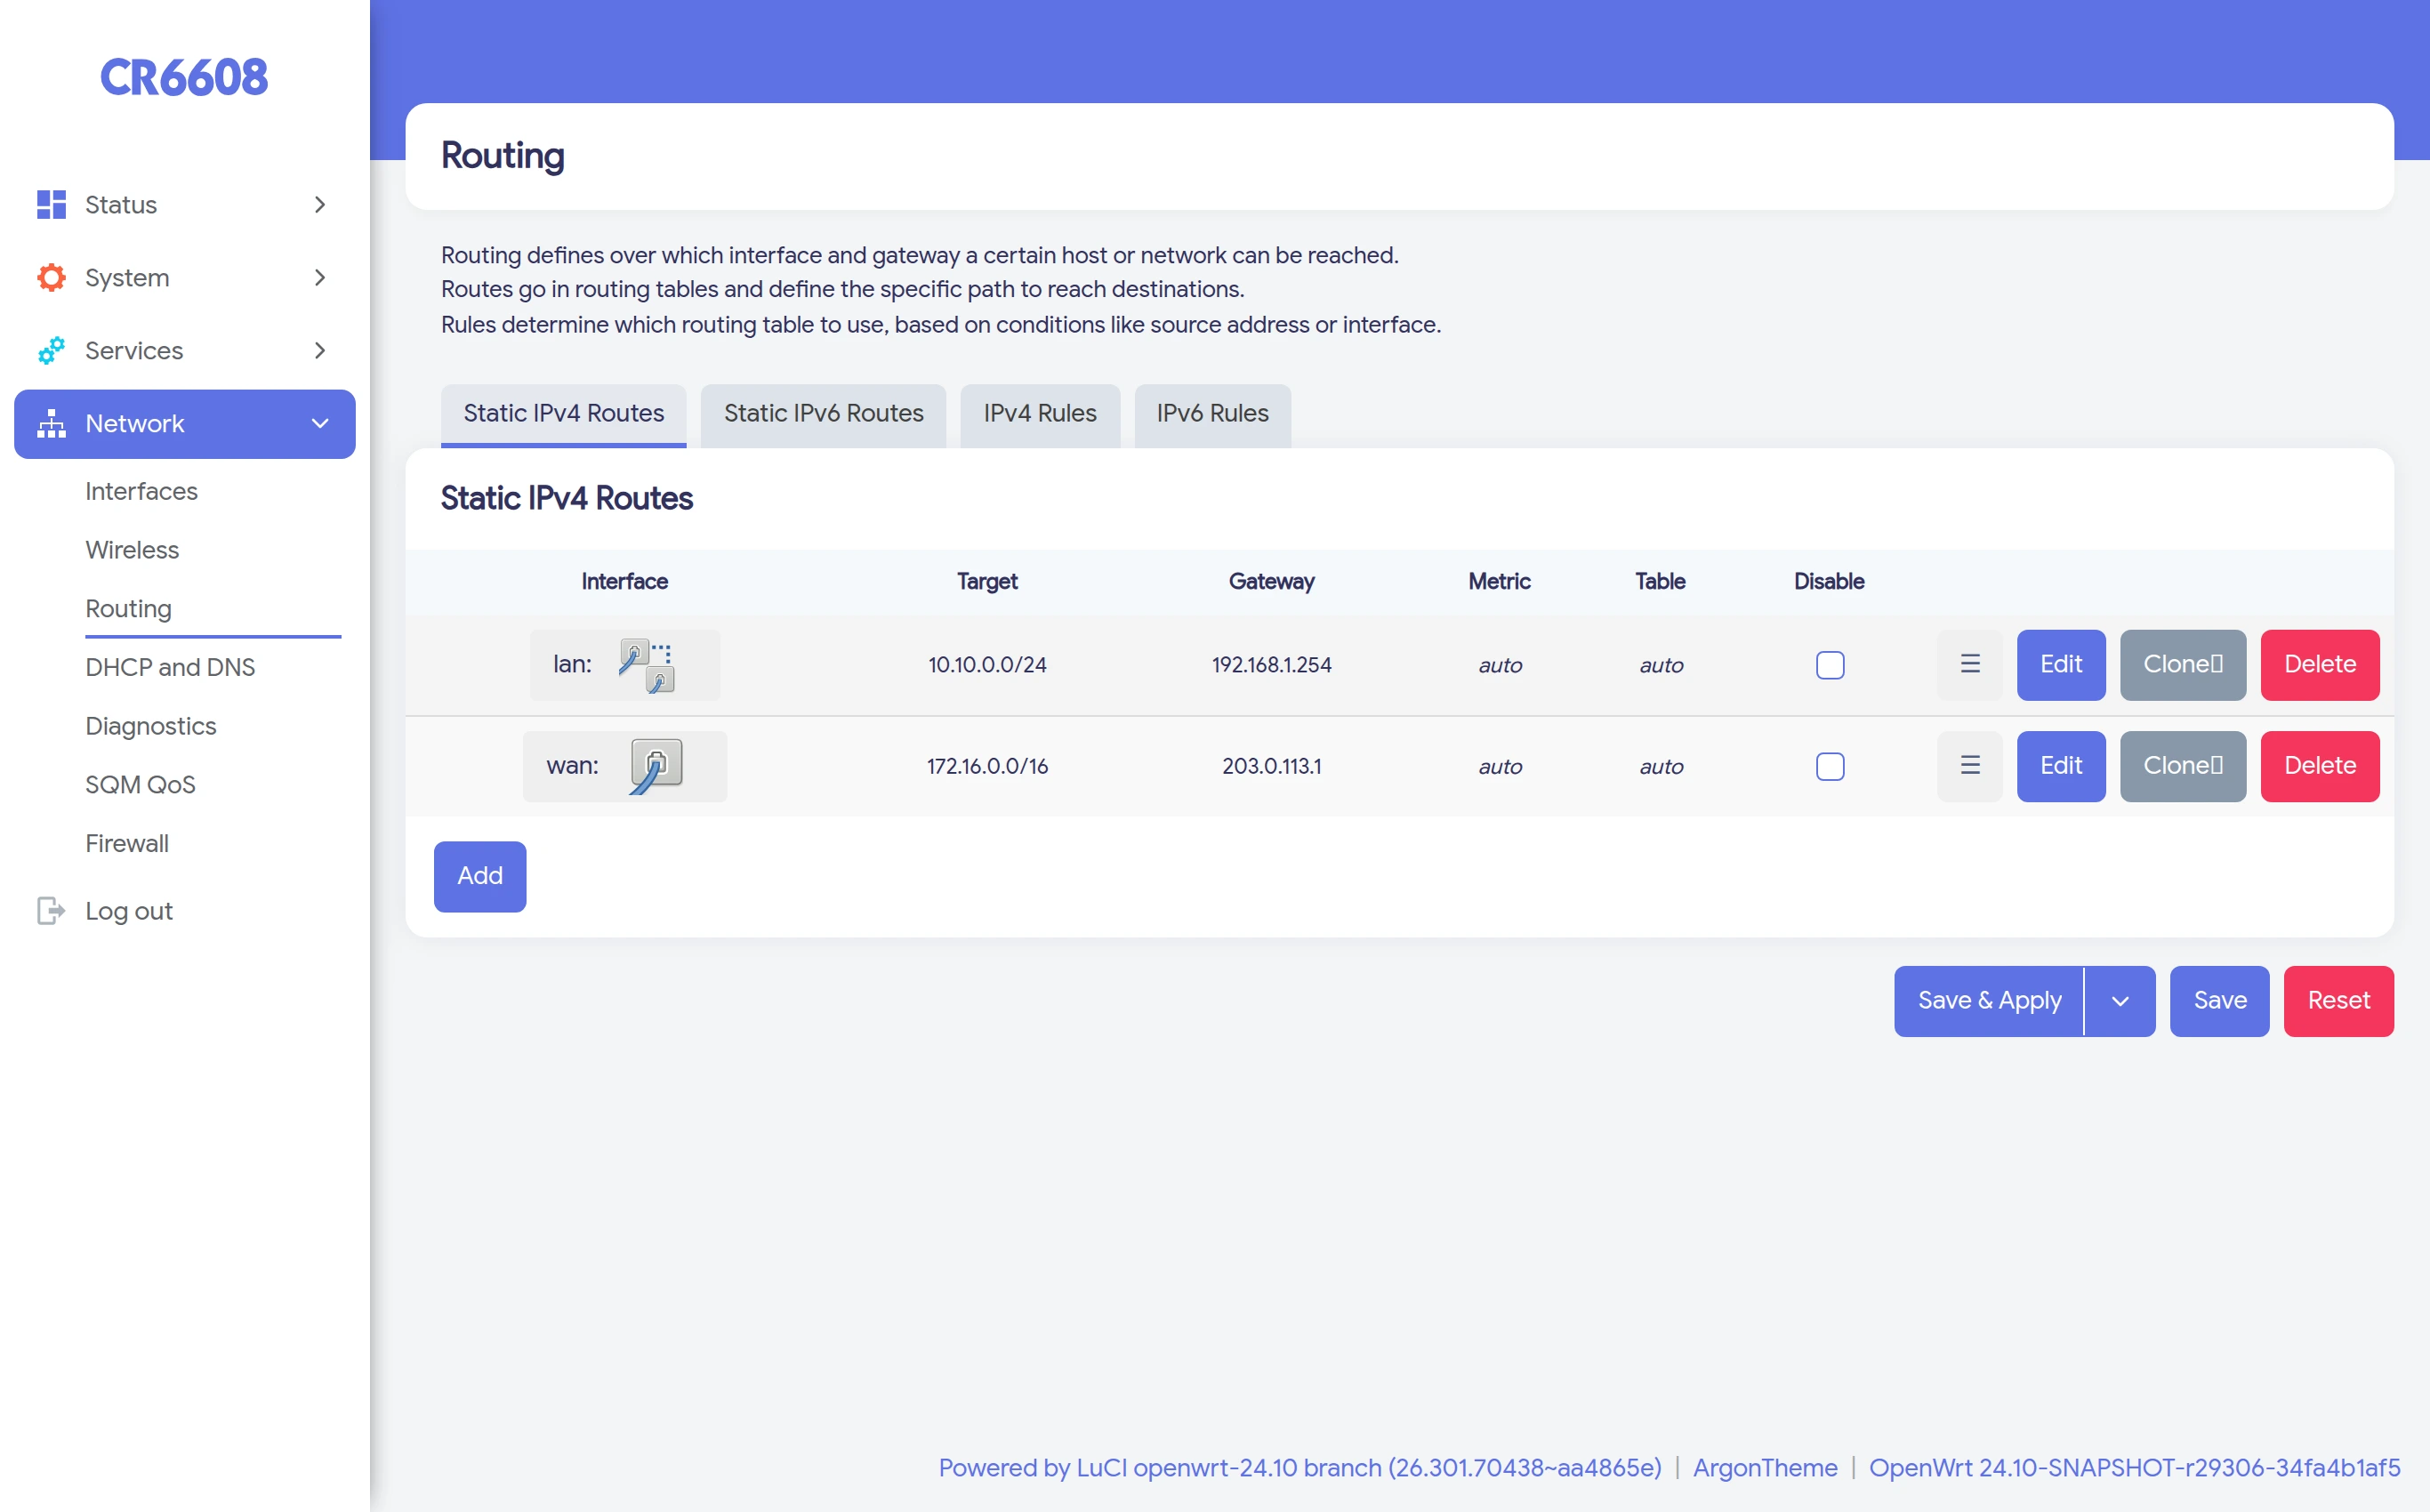 CR6608
Status
System
Services
Network
Interfaces
Wireless
Routing
DHCP and DNS
Diagnostics
SQM QoS
Firewall
Log out
Routing
Routing defines over which interface and gateway a certain host or network can be reached.
Routes go in routing tables and define the specific path to reach destinations.
Rules determine which routing table to use, based on conditions like source address or interface.
Static IPv4 Routes Static IPv6 Routes IPv4 Rules IPv6 Rules
Static IPv4 Routes
Interface Target Gateway Metric Table Disable
lan: 10.10.0.0/24 192.168.1.254 auto auto ☰ Edit Clone Delete
wan: 172.16.0.0/16 203.0.113.1 auto auto ☰ Edit Clone Delete
Add
Save & Apply Save Reset
Powered by LuCI openwrt-24.10 branch (26.301.70438~aa4865e) | ArgonTheme | OpenWrt 24.10-SNAPSHOT-r29306-34fa4b1af5